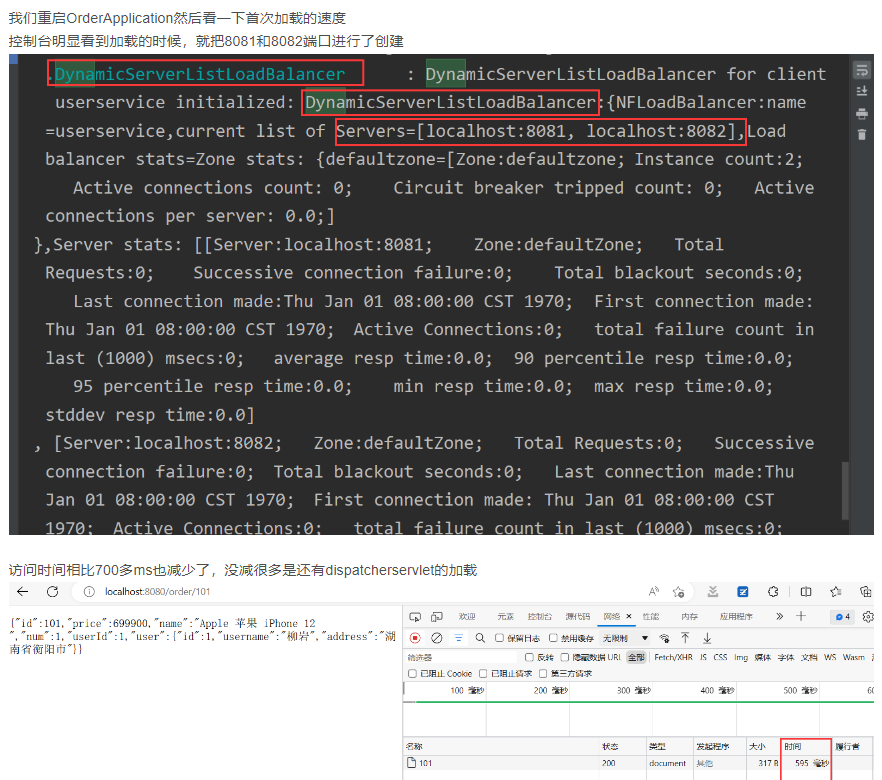 我们重启OrderApplication然后看一下首次加载的速度
控制台明显看到加载的时候，就把8081和8082端口进行了创建
.DynamicServerListLoadBalancer : DynamicServerListLoadBalancer for client
userservice initialized: DynamicServerListLoadBalancer:{NFLoadBalancer:name
=userservice,current list of Servers=[localhost:8081, localhost:8082],Load
balancer stats=Zone stats: {defaultzone=[Zone:defaultzone; Instance count:2;
Active connections count: 0; Circuit breaker tripped count: 0; Active
connections per server: 0.0;]
},Server stats: [[Server:localhost:8081; Zone:defaultZone; Total
Requests:0; Successive connection failure:0; Total blackout seconds:0;
Last connection made:Thu Jan 01 08:00:00 CST 1970; First connection made:
Thu Jan 01 08:00:00 CST 1970; Active Connections:0; total failure count in
last (1000) msecs:0; average resp time:0.0; 90 percentile resp time:0.0;
95 percentile resp time:0.0; min resp time:0.0; max resp time:0.0;
stddev resp time:0.0]
, [Server:localhost:8082; Zone:defaultZone; Total Requests:0; Successive
connection failure:0; Total blackout seconds:0; Last connection made:Thu
Jan 01 08:00:00 CST 1970; First connection made: Thu Jan 01 08:00:00 CST
1970; Active Connections:0; total failure count in last (1000) msecs:0;
访问时间相比700多ms也减少了，没减很多是还有dispatcherservlet的加载
localhost:8080/order/101
{"id":101,"price":699900,"name":"Apple 苹果 iPhone 12
","num":1,"userId":1,"user":{"id":1,"username":"柳岩","address":"湖
南省衡阳市"}}
欢迎 元素 控制台 源代码 网络 × 性能 内存 应用程序 » + 4
保留日志 禁用缓存 无限制
筛选器 反转 隐藏数据 URL 全部 Fetch/XHR JS CSS Img 媒体 字体 文档 WS Wasm
已阻止 Cookie 已阻止请求 第三方请求
100 毫秒 200 毫秒 300 毫秒 400 毫秒 500 毫秒 60
名称 状态 类型 发起程序 大小 时间 履行者
101 200 document 其他 317 B 595 毫秒